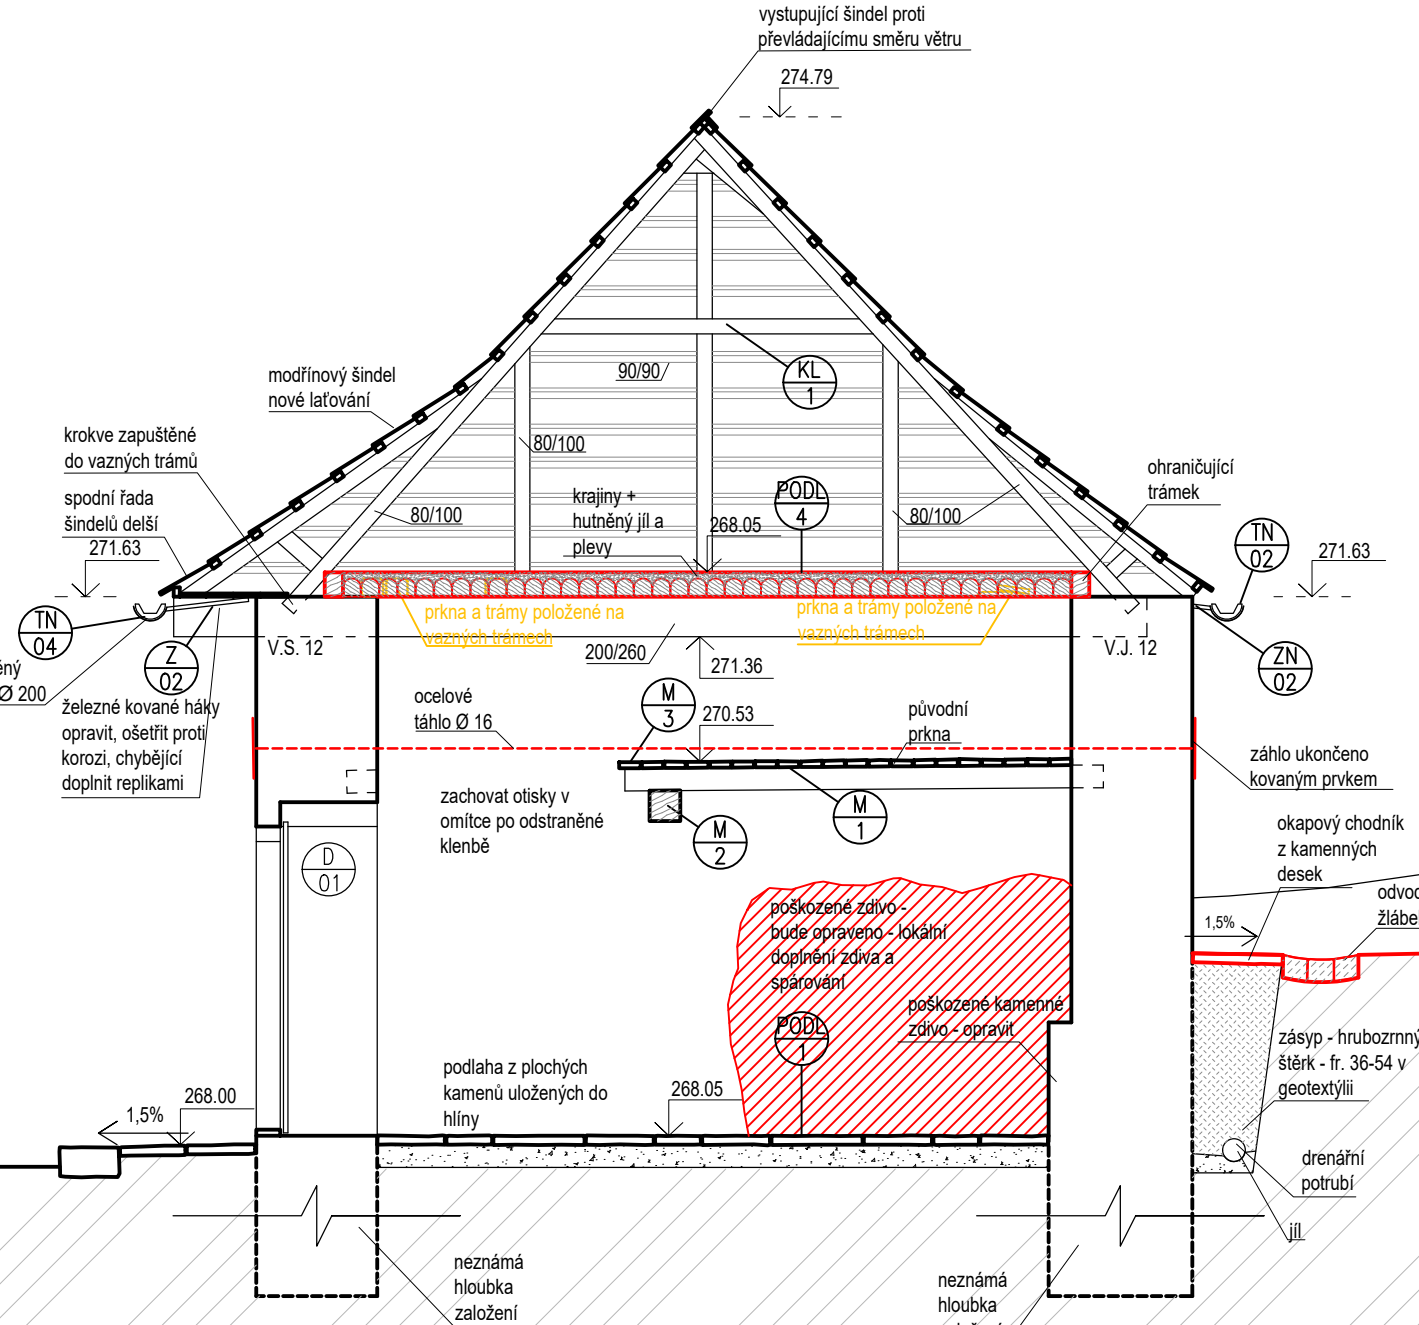 vystupující šindel proti
převládajícímu směru větru
274.79
modřínový šindel
nové laťování
90/90
KL
1
krokve zapuštěné
do vazných trámů
80/100
spodní řada
šindelů delší
271.63
krajiny +
hutněný jíl a
plevy
PODL
4
268.05
80/100
80/100
ohraničující
trámek
TN
02
271.63
prkna a trámy položené na
vazných trámech
prkna a trámy položené na
vazných trámech
TN
04
Z
02
V.S. 12
200/260
271.36
V.J. 12
ZN
02
Ø 200
železné kované háky
opravit, ošetřit proti
korozi, chybějící
doplnit replikami
ocelové
táhlo Ø 16
M
3
270.53
původní
prkna
záhlo ukončeno
kovaným prvkem
zachovat otisky v
omítce po odstraněné
klenbě
M
2
M
1
okapový chodník
z kamenných
desek
D
01
poškozené zdivo -
bude opraveno - lokální
doplnění zdiva a
spárování
1,5%
poškozené kamenné
zdivo - opravit
PODL
1
zásyp - hrubozrnný
štěrk - fr. 36-54 v
geotextýlii
podlaha z plochých
kamenů uložených do
hlíny
268.05
1,5%
268.00
drenářní
potrubí
jíl
neznámá
hloubka
založení
neznámá
hloubka